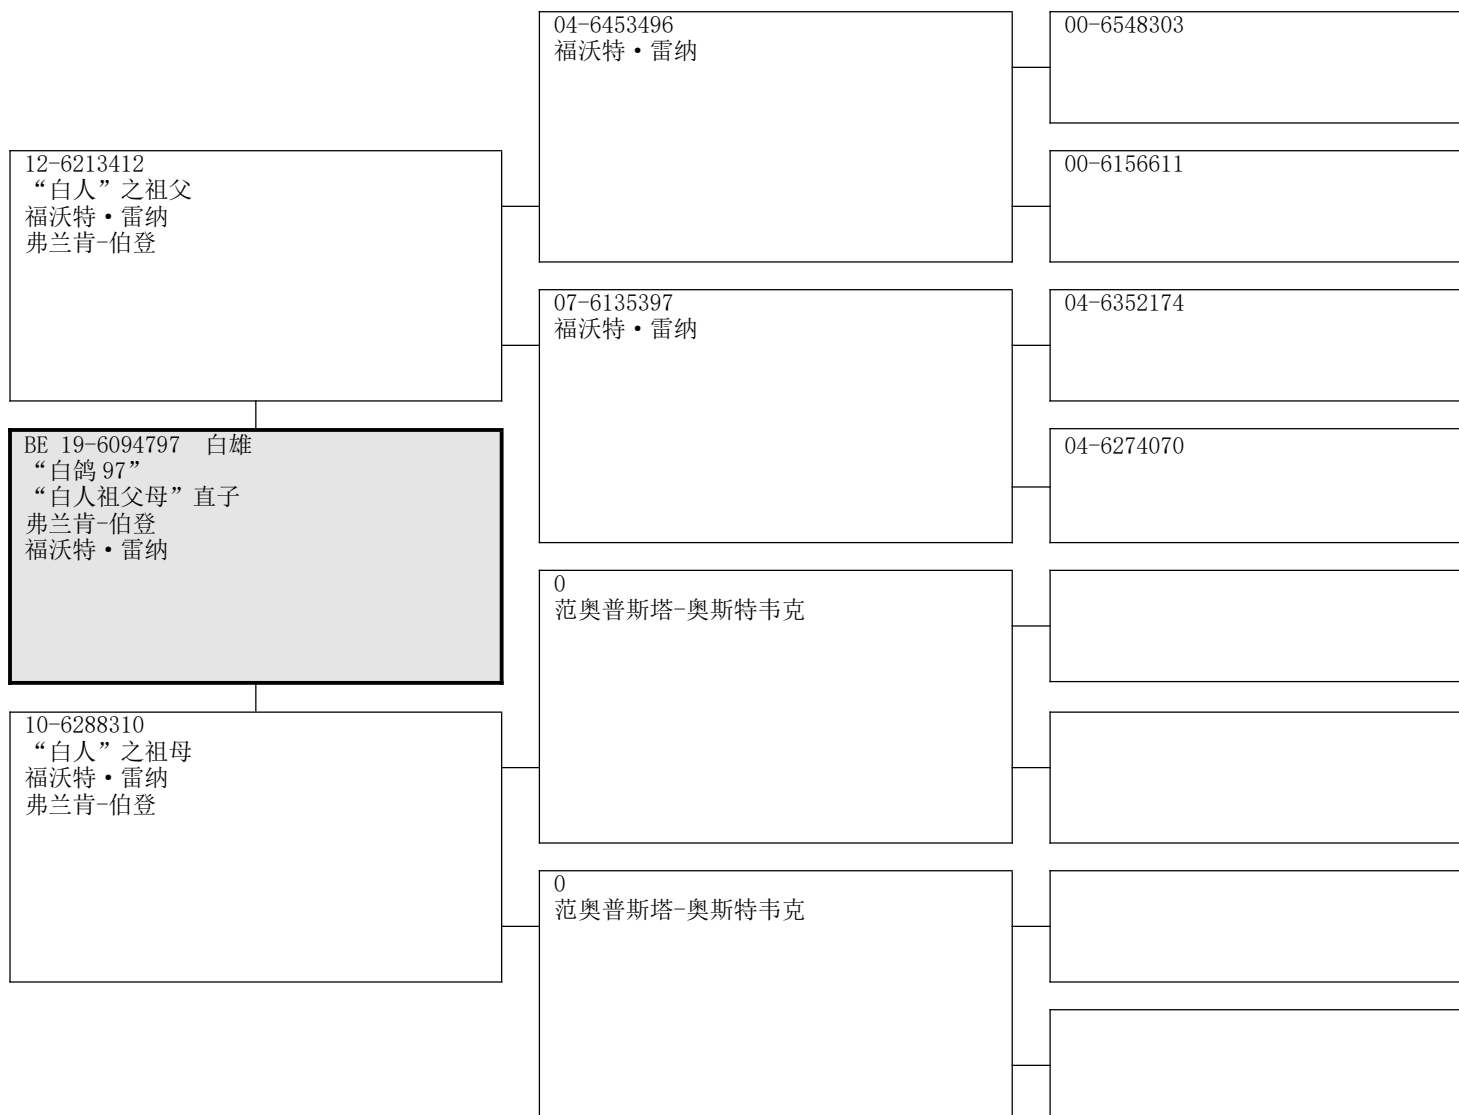 04-6453496
福沃特·雷纳
00-6548303
12-6213412
“白人”之祖父
福沃特·雷纳
弗兰肯-伯登
00-6156611
07-6135397
福沃特·雷纳
04-6352174
BE 19-6094797  白雄
“白鸽 97”
“白人祖父母”直子
弗兰肯-伯登
福沃特·雷纳
04-6274070
0
范奥普斯塔-奥斯特韦克
10-6288310
“白人”之祖母
福沃特·雷纳
弗兰肯-伯登
0
范奥普斯塔-奥斯特韦克